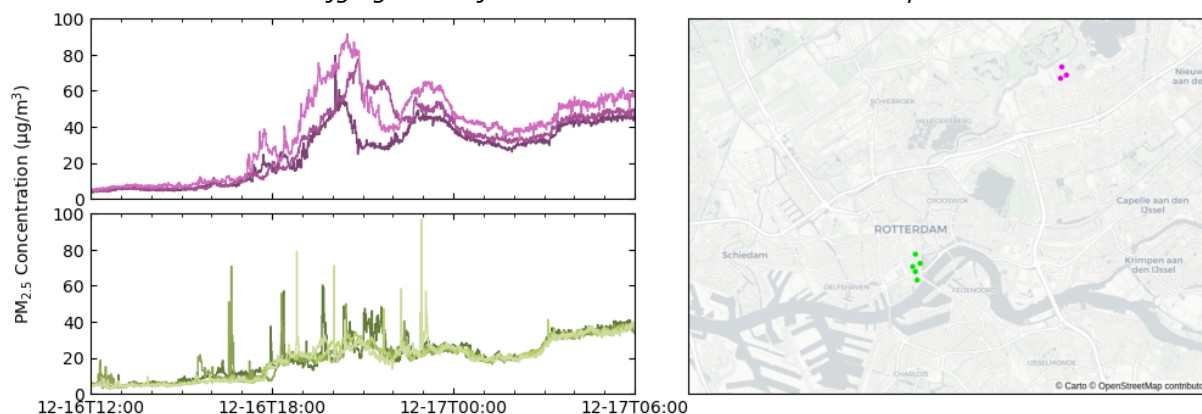 100
80
60
40
20
0
100
80
60
40
20
0
PM2.5 Concentration (μg/m³)
12-16T12:00
12-16T18:00
12-17T00:00
12-17T06:00
SCHIEBROEK
HILLEGERSBERG
CROOSWIJK
ROTTERDAM
Schiedam
Capelle aan den
IJssel
Krimpen aan
den IJssel
DELFSHAVEN
FEIJENOORD
IJSSELMONDE
CHARLOIS
© Carto © OpenStreetMap contributo